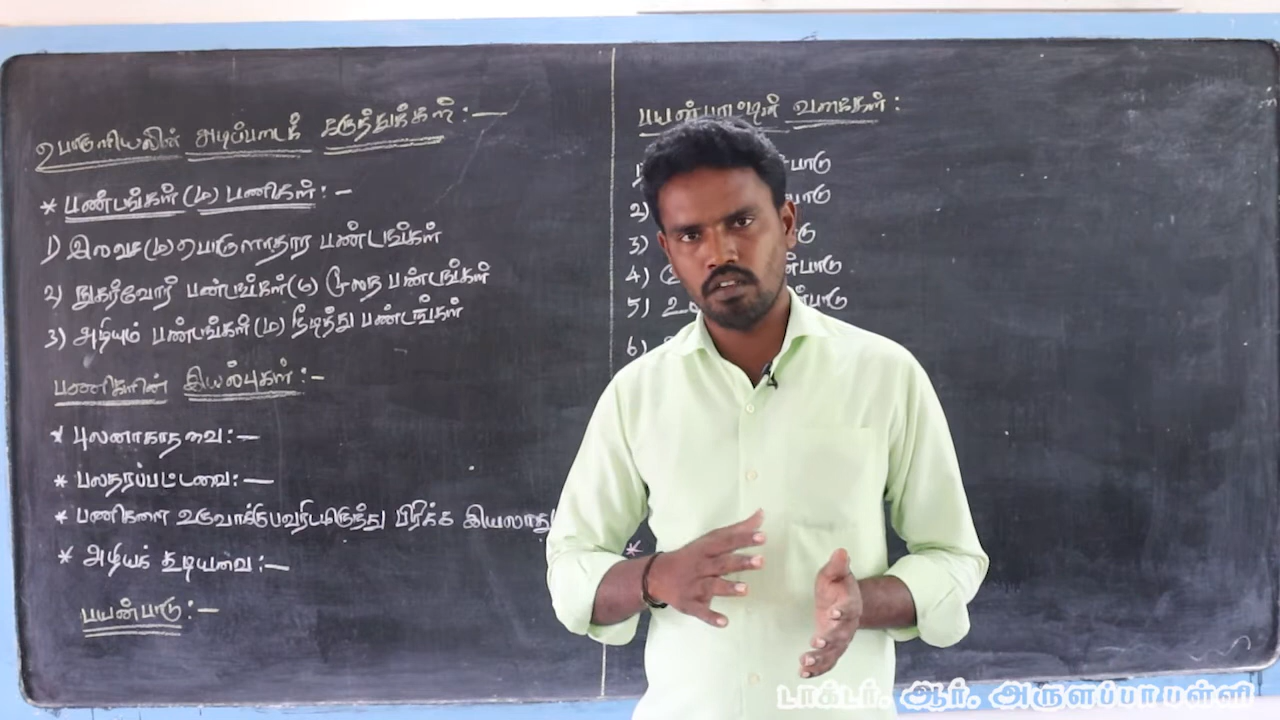 பொருளியலின் அடிப்படைக் கருத்துக்கள்:-
* பண்டங்கள் (ம) பணிகள்:-
1) இலவச (ம) பொருளாதார பண்டங்கள்
2) நுகர்வோர் பண்டங்கள் (ம) மூலத பண்டங்கள்
3) அழியும் பண்டங்கள் (ம) நீடித்து பண்டங்கள்
பணிகளின் இயல்புகள்:-
* புலனாகாதவை:-
* பலதரப்பட்டவை:-
* பணிகளை உருவாக்குபவரிடமிருந்து பிரிக்க இயலாது
* அழியக் கூடியவை:-
பயன்பாடு:-
பயன்பாட்டின் வகைகள்:
1)
2)
3)
4)
5)
6)
*
டாக்டர். ஆர். அருளப்பா பள்ளி